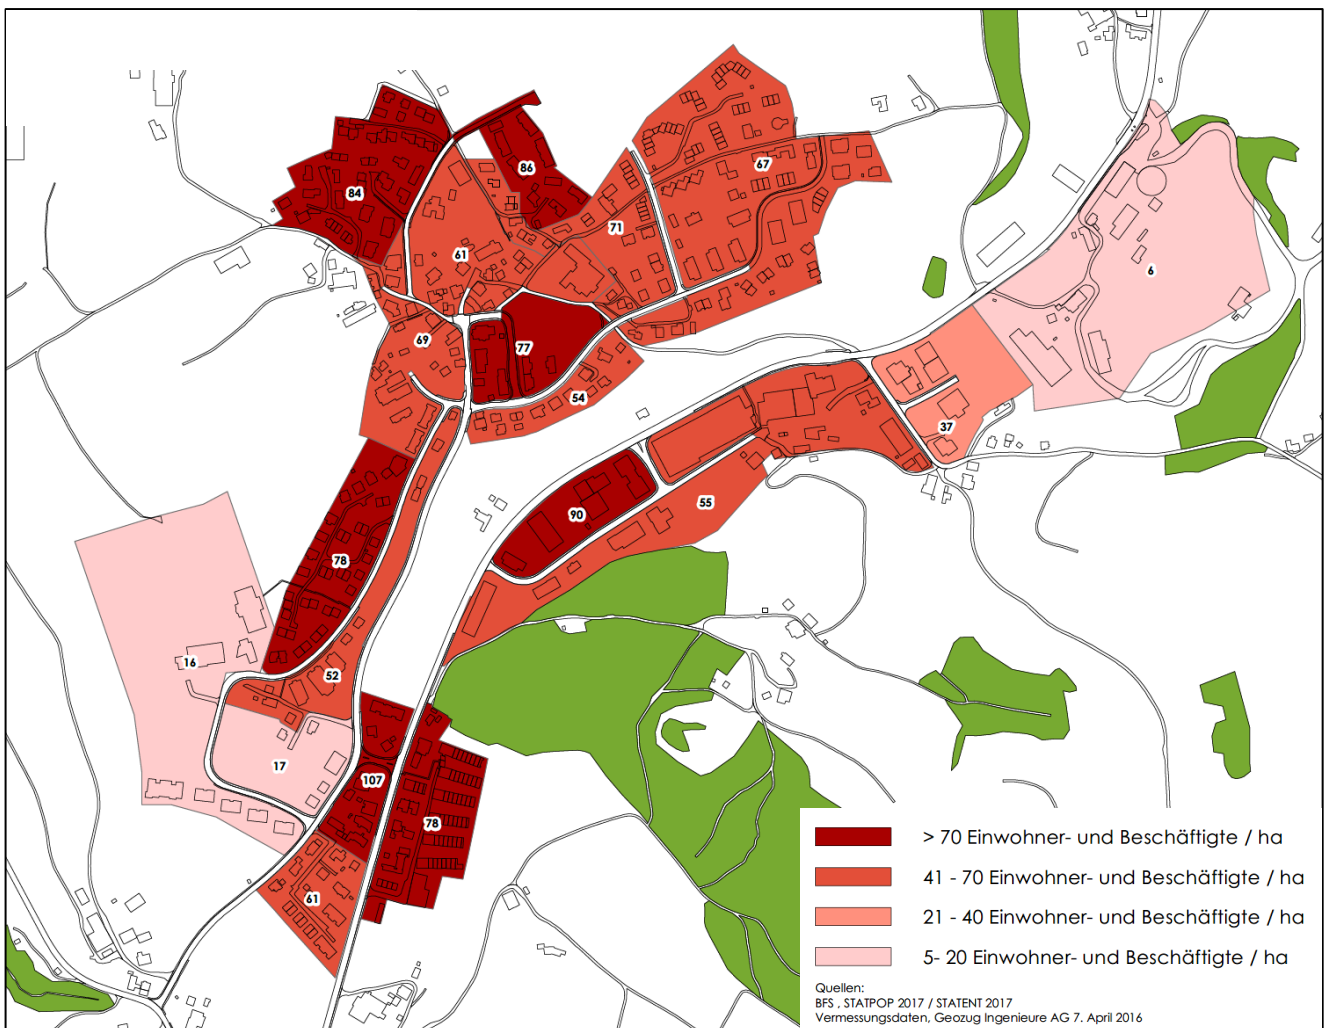 86
67
84
71
61
6
69
77
54
37
55
90
78
16
52
17
107
78
61
> 70 Einwohner- und Beschäftigte / ha
41 - 70 Einwohner- und Beschäftigte / ha
21 - 40 Einwohner- und Beschäftigte / ha
5- 20 Einwohner- und Beschäftigte / ha
Quellen:
BFS , STATPOP 2017 / STATENT 2017
Vermessungsdaten, Geozug Ingenieure AG 7. April 2016